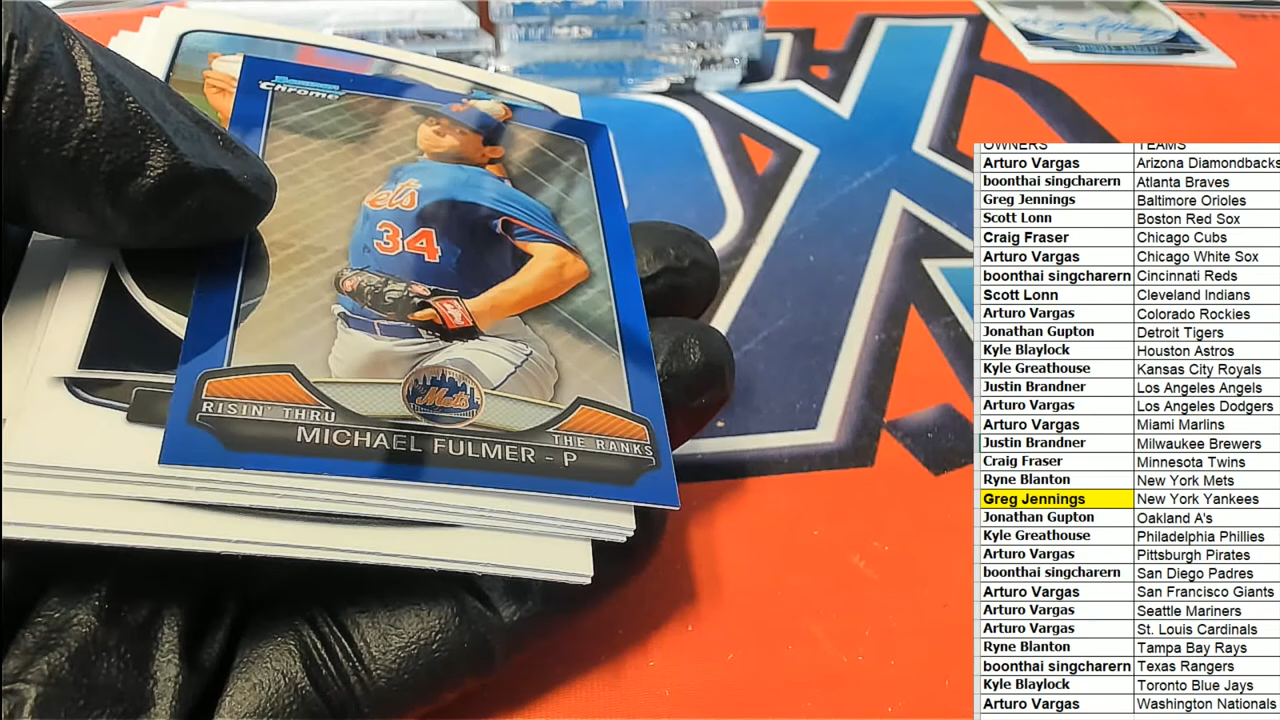 Bowman
Chrome
ets
34
Mets
RISIN' THRU
THE RANKS
MICHAEL FULMER - P
OWNERS TEAMS
Arturo Vargas Arizona Diamondbacks
boonthai singcharern Atlanta Braves
Greg Jennings Baltimore Orioles
Scott Lonn Boston Red Sox
Craig Fraser Chicago Cubs
Arturo Vargas Chicago White Sox
boonthai singcharern Cincinnati Reds
Scott Lonn Cleveland Indians
Arturo Vargas Colorado Rockies
Jonathan Gupton Detroit Tigers
Kyle Blaylock Houston Astros
Kyle Greathouse Kansas City Royals
Justin Brandner Los Angeles Angels
Arturo Vargas Los Angeles Dodgers
Arturo Vargas Miami Marlins
Justin Brandner Milwaukee Brewers
Craig Fraser Minnesota Twins
Ryne Blanton New York Mets
Greg Jennings New York Yankees
Jonathan Gupton Oakland A's
Kyle Greathouse Philadelphia Phillies
Arturo Vargas Pittsburgh Pirates
boonthai singcharern San Diego Padres
Arturo Vargas San Francisco Giants
Arturo Vargas Seattle Mariners
Arturo Vargas St. Louis Cardinals
Ryne Blanton Tampa Bay Rays
boonthai singcharern Texas Rangers
Kyle Blaylock Toronto Blue Jays
Arturo Vargas Washington Nationals